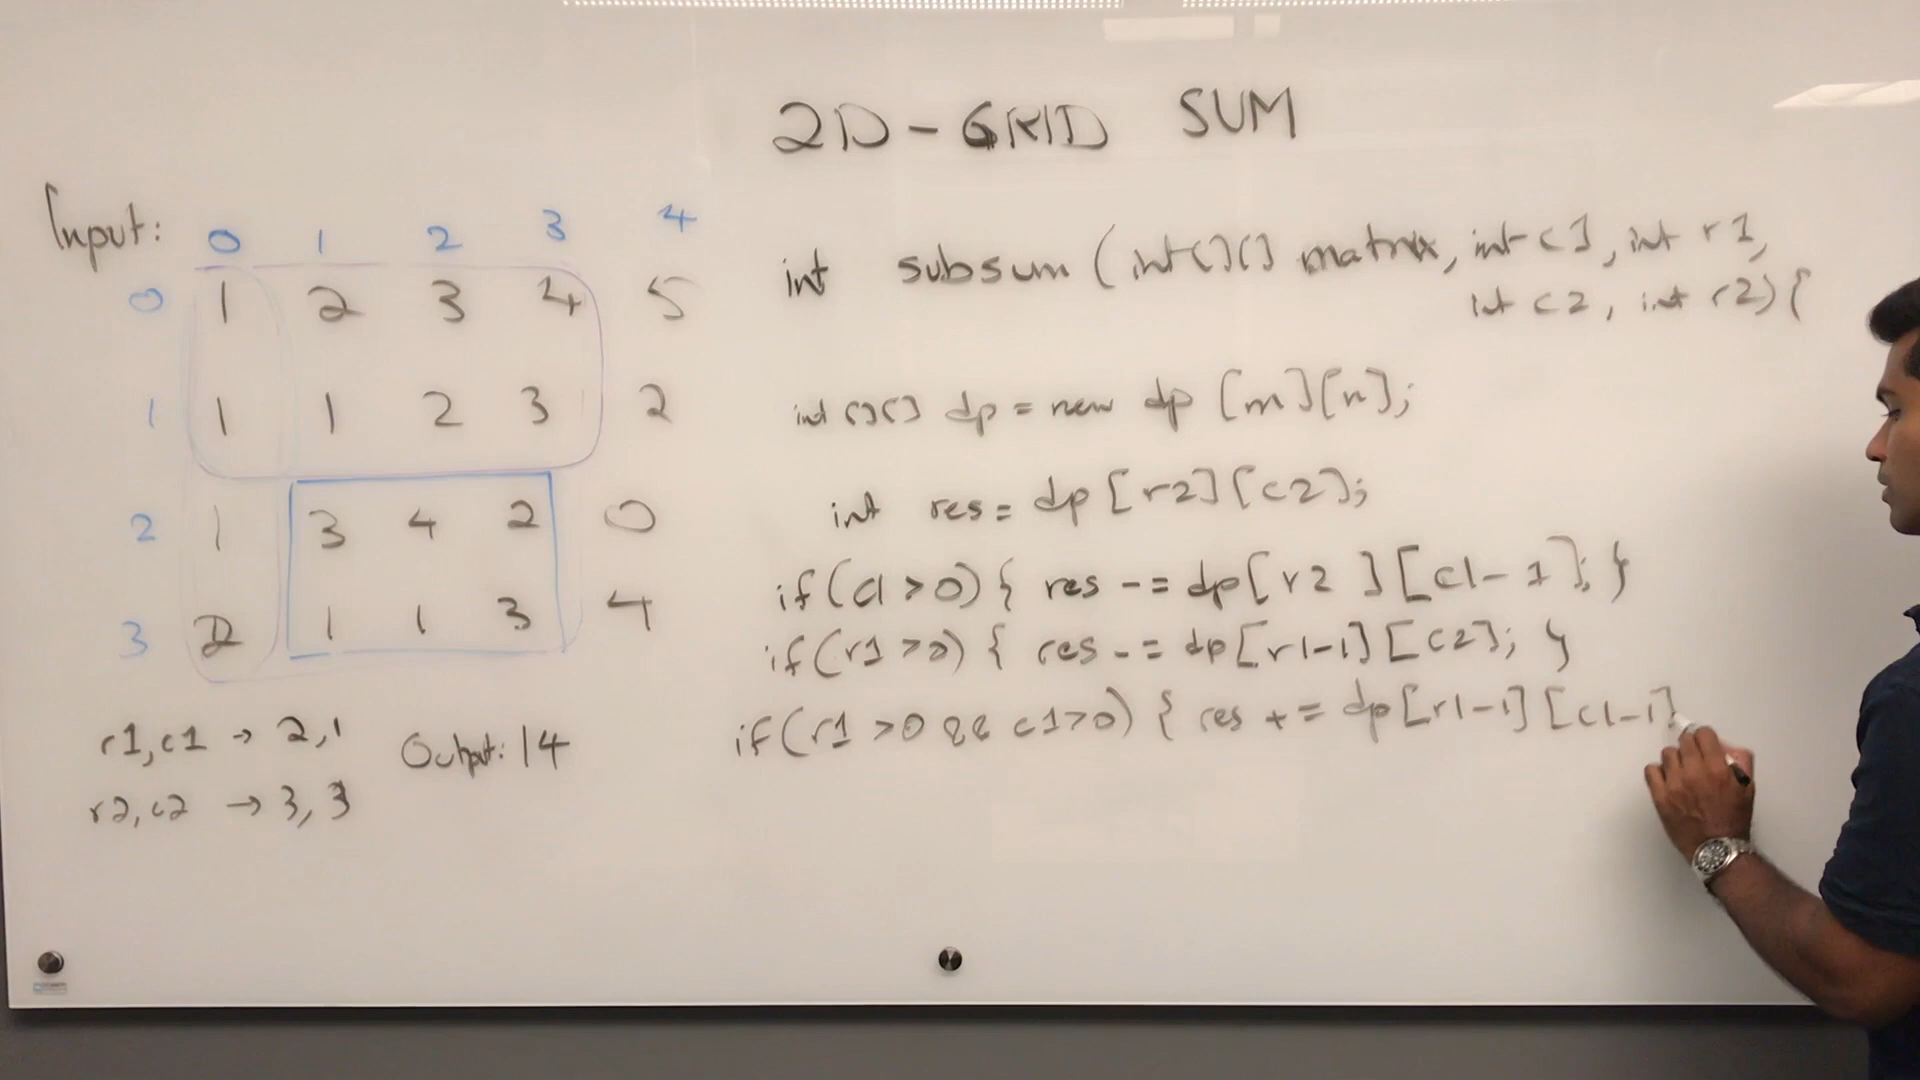 2D-GRID SUM
Input:
0 1 2 3 4
0 1 2 3 4 5
1 1 1 2 3 2
2 1 3 4 2 0
3 2 1 1 3 4
r1,c1 → 2,1
r2,c2 → 3,3
Output: 14
int subsum (int[][] matrix, int c1, int r1,
int c2, int r2) {
int[][] dp = new dp [m][n];
int res = dp [r2][c2];
if(c1 > 0) { res -= dp[r2][c1-1]; }
if(r1 > 0) { res -= dp[r1-1][c2]; }
if(r1 > 0 && c1 > 0) { res += dp[r1-1][c1-1]